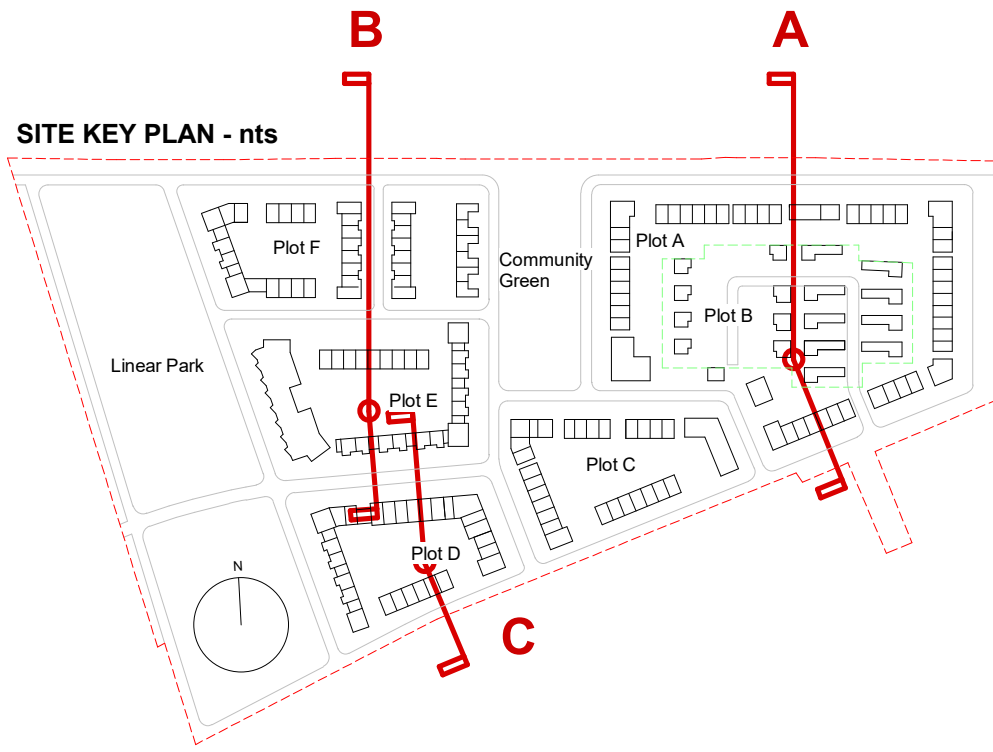 B
A
SITE KEY PLAN - nts
Plot F
Plot A
Community
Green
Plot B
Linear Park
Plot E
Plot C
Plot D
N
C